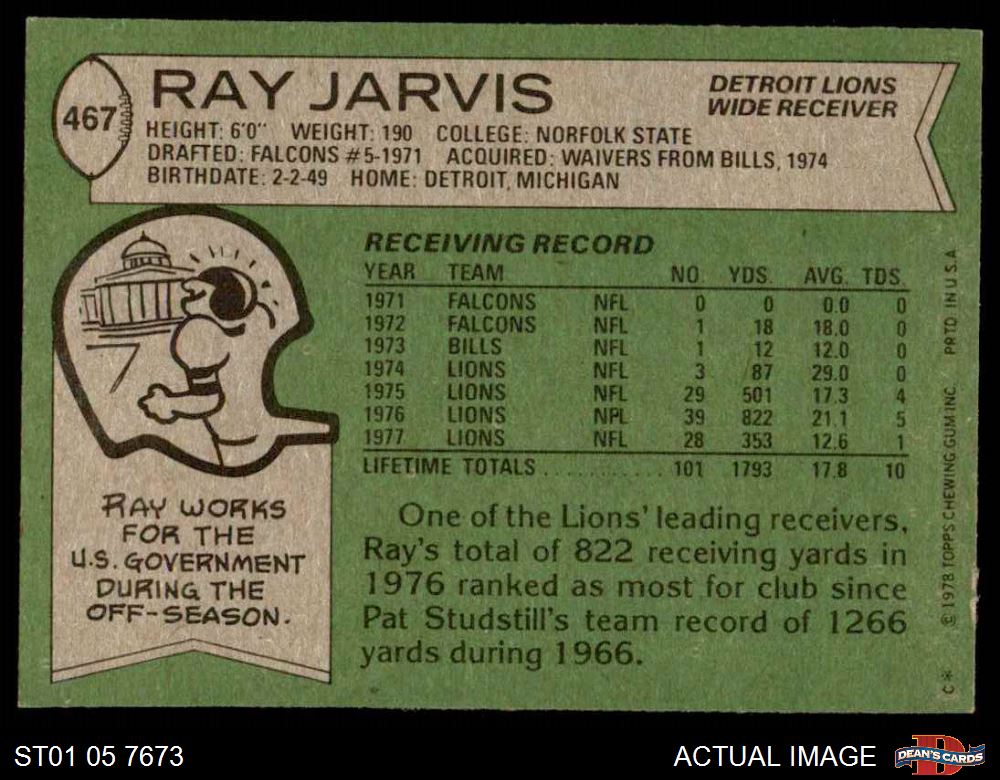 467
RAY JARVIS
DETROIT LIONS
WIDE RECEIVER
HEIGHT: 6'0" WEIGHT: 190 COLLEGE: NORFOLK STATE
DRAFTED: FALCONS #5-1971 ACQUIRED: WAIVERS FROM BILLS, 1974
BIRTHDATE: 2-2-49 HOME: DETROIT, MICHIGAN
RECEIVING RECORD
YEAR TEAM NO. YDS. AVG. TDS.
1971 FALCONS NFL 0 0 0.0 0
1972 FALCONS NFL 1 18 18.0 0
1973 BILLS NFL 1 12 12.0 0
1974 LIONS NFL 3 87 29.0 0
1975 LIONS NFL 29 501 17.3 4
1976 LIONS NPL 39 822 21.1 5
1977 LIONS NFL 28 353 12.6 1
LIFETIME TOTALS.............. 101 1793 17.8 10
RAY WORKS
FOR THE
U.S. GOVERNMENT
DURING THE
OFF-SEASON.
One of the Lions' leading receivers,
Ray's total of 822 receiving yards in
1976 ranked as most for club since
Pat Studstill's team record of 1266
yards during 1966.
C* © 1978 TOPPS CHEWING GUM INC. PRTD IN U.S.A
ST01 05 7673
ACTUAL IMAGE
D
DEAN'S CARDS